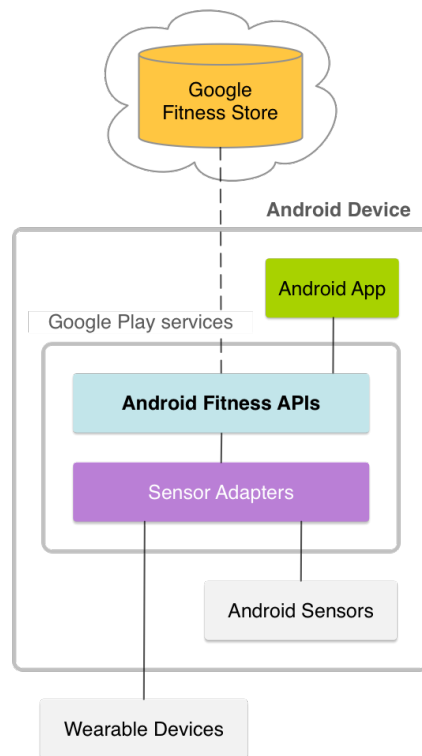 Google
Fitness Store
Android Device
Android App
Google Play services
Android Fitness APIs
Sensor Adapters
Android Sensors
Wearable Devices